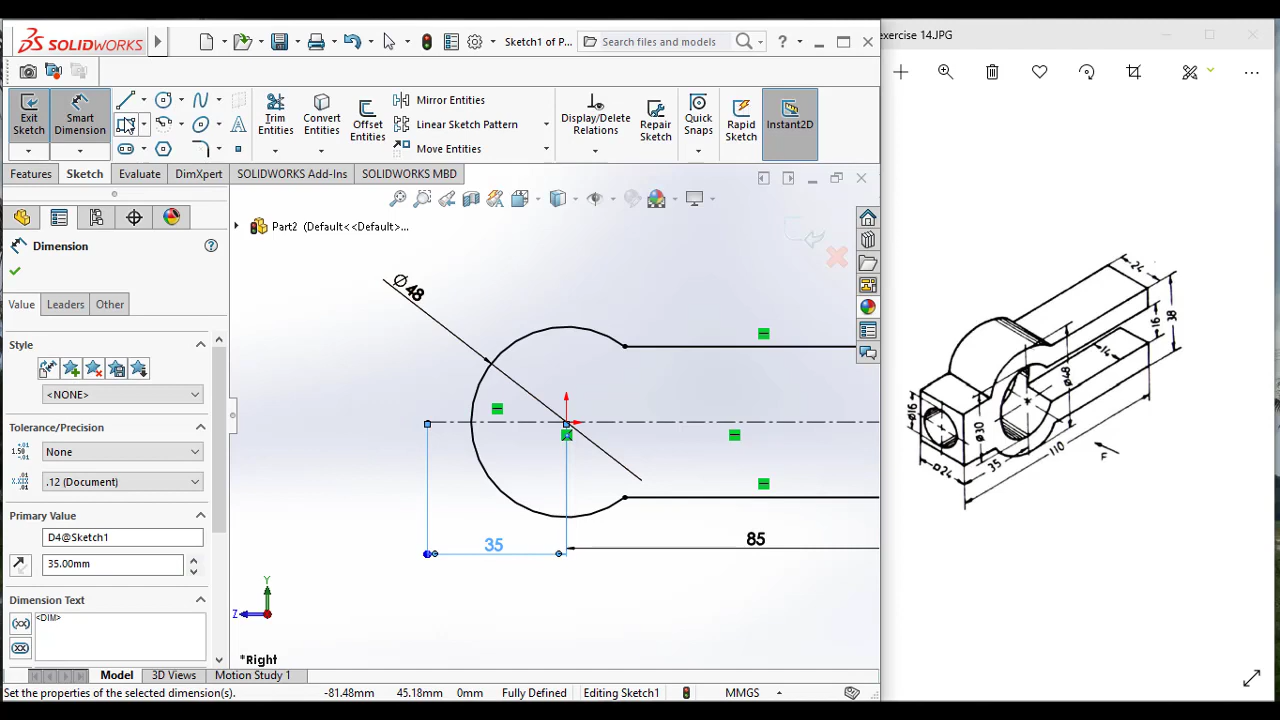 SOLIDWORKS
Sketch1 of P...
Search files and models
?
exercise 14.JPG
Exit Sketch
Smart Dimension
Trim Entities
Convert Entities
Offset Entities
Mirror Entities
Linear Sketch Pattern
Move Entities
Display/Delete Relations
Repair Sketch
Quick Snaps
Rapid Sketch
Instant2D
Features
Sketch
Evaluate
DimXpert
SOLIDWORKS Add-Ins
SOLIDWORKS MBD
Part2 (Default<<Default>...
Dimension
Value
Leaders
Other
Style
<NONE>
Tolerance/Precision
None
.12 (Document)
Primary Value
D4@Sketch1
35.00mm
Dimension Text
<DIM>
Ø48
35
85
Y
Z
*Right
24
16
38
14
Ø48
Ø16
Ø30
□24
35
110
F
Model
3D Views
Motion Study 1
Set the properties of the selected dimension(s).
-81.48mm
45.18mm
0mm
Fully Defined
Editing Sketch1
MMGS